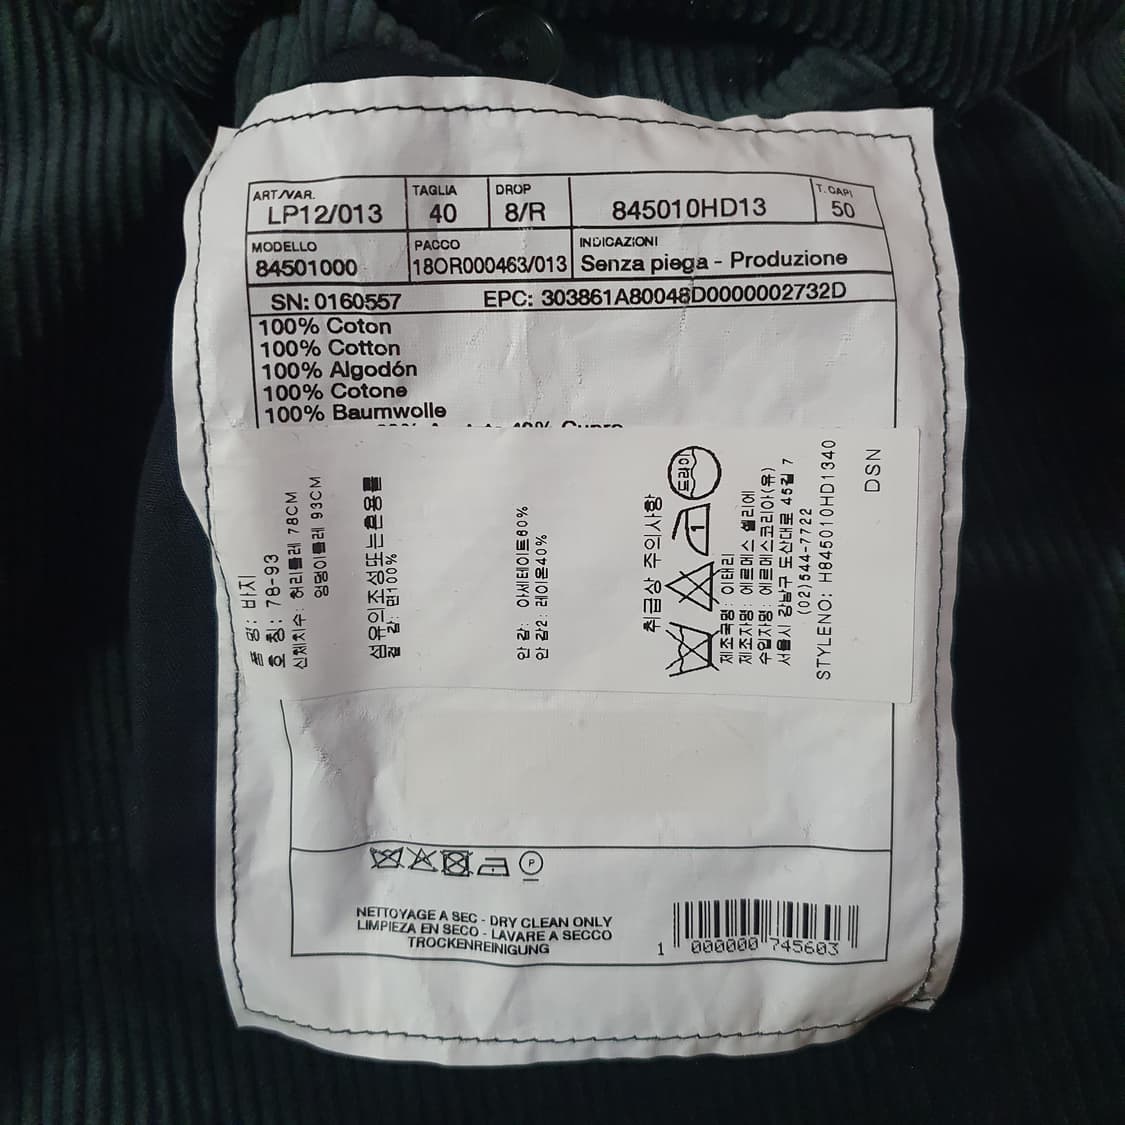 ART./VAR.
LP12/013
TAGLIA
40
DROP
8/R
845010HD13
T. CAPI
50
MODELLO
84501000
PACCO
18OR000463/013
INDICAZIONI
Senza piega - Produzione
SN: 0160557
EPC: 303861A80048D0000002732D
100% Coton
100% Cotton
100% Algodón
100% Cotone
100% Baumwolle
품 명: 바지
호 칭: 78-93
신체치수: 허리둘레 78CM
엉덩이둘레 93CM
섬유의조성또는혼용률
겉 감: 면100%
안 감: 아세테이트60%
안 감2: 레이온40%
취급상 주의사항
드라이
1
제조국명: 이태리
제조자명: 에르메스 셀리에
수입자명: 에르메스코리아(유)
서울시 강남구 도산대로 45길 7
(02)544-7722
STYLENO: H845010HD1340
DSN
P
NETTOYAGE A SEC - DRY CLEAN ONLY
LIMPIEZA EN SECO - LAVARE A SECCO
TROCKENREINIGUNG
1 000000 745603